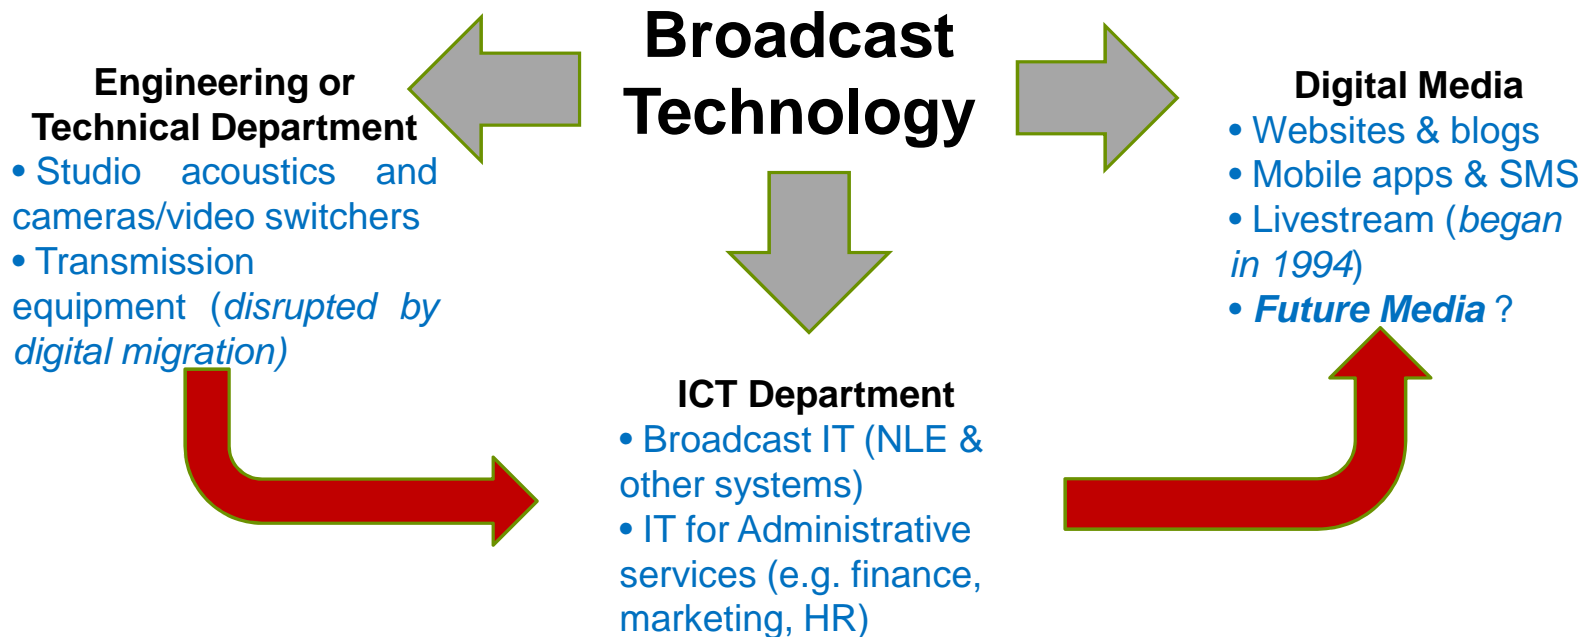 Broadcast
Technology
Engineering or
Technical Department
• Studio acoustics and
cameras/video switchers
• Transmission
equipment (disrupted by
digital migration)
ICT Department
• Broadcast IT (NLE &
other systems)
• IT for Administrative
services (e.g. finance,
marketing, HR)
Digital Media
• Websites & blogs
• Mobile apps & SMS
• Livestream (began
in 1994)
• Future Media ?